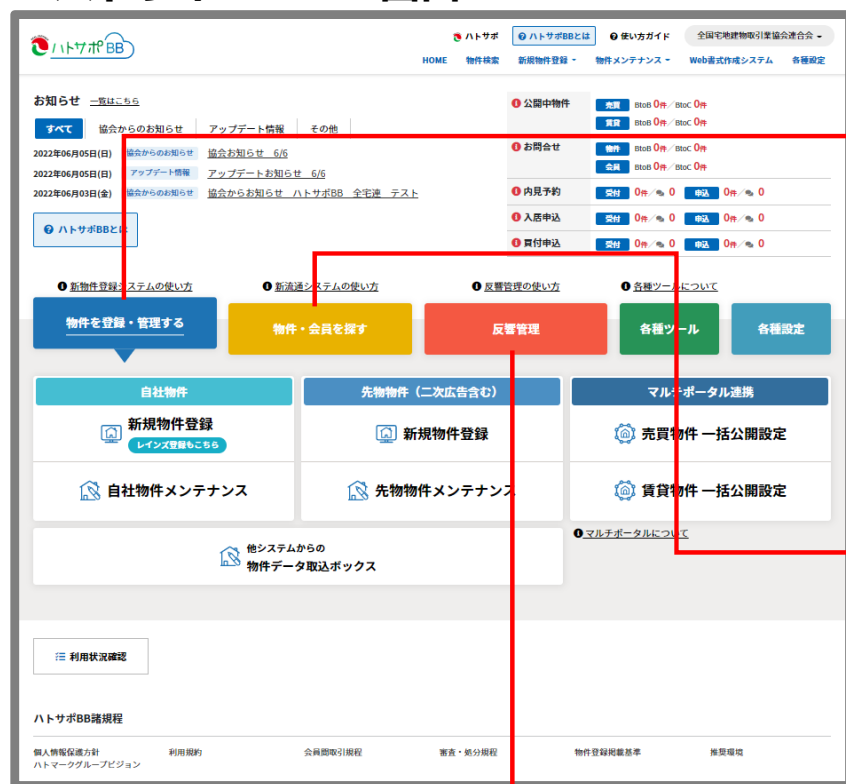 ハトサポBB
ハトサポ
ハトサポBBとは
使い方ガイド
全国宅地建物取引業協会連合会
HOME 物件検索 新規物件登録 物件メンテナンス Web書式作成システム 各種設定
お知らせ 一覧はこちら
すべて 協会からのお知らせ アップデート情報 その他
2022年06月05日(日) 協会からのお知らせ 協会お知らせ 6/6
2022年06月05日(日) アップデート情報 アップデートお知らせ 6/6
2022年06月03日(金) 協会からのお知らせ 協会からお知らせ ハトサポBB 全宅連 テスト
ハトサポBBとは
公開中物件 売買 BtoB 0件/BtoC 0件
賃貸 BtoB 0件/BtoC 0件
お問合せ 物件 BtoB 0件/BtoC 0件
会員 BtoB 0件/BtoC 0件
内見予約 受付 0件/ 0 申込 0件/ 0
入居申込 受付 0件/ 0 申込 0件/ 0
買付申込 受付 0件/ 0 申込 0件/ 0
新物件登録システムの使い方 新流通システムの使い方 反響管理の使い方 各種ツールについて
物件を登録・管理する 物件・会員を探す 反響管理 各種ツール 各種設定
自社物件 先物物件（二次広告含む） マルチポータル連携
新規物件登録
レインズ登録もこちら
新規物件登録
売買物件 一括公開設定
自社物件メンテナンス 先物物件メンテナンス 賃貸物件 一括公開設定
他システムからの
物件データ取込ボックス
マルチポータルについて
利用状況確認
ハトサポBB諸規程
個人情報保護方針 利用規約 会員間取引規程 審査・処分規程 物件登録掲載基準 推奨環境
ハトマークグループビジョン